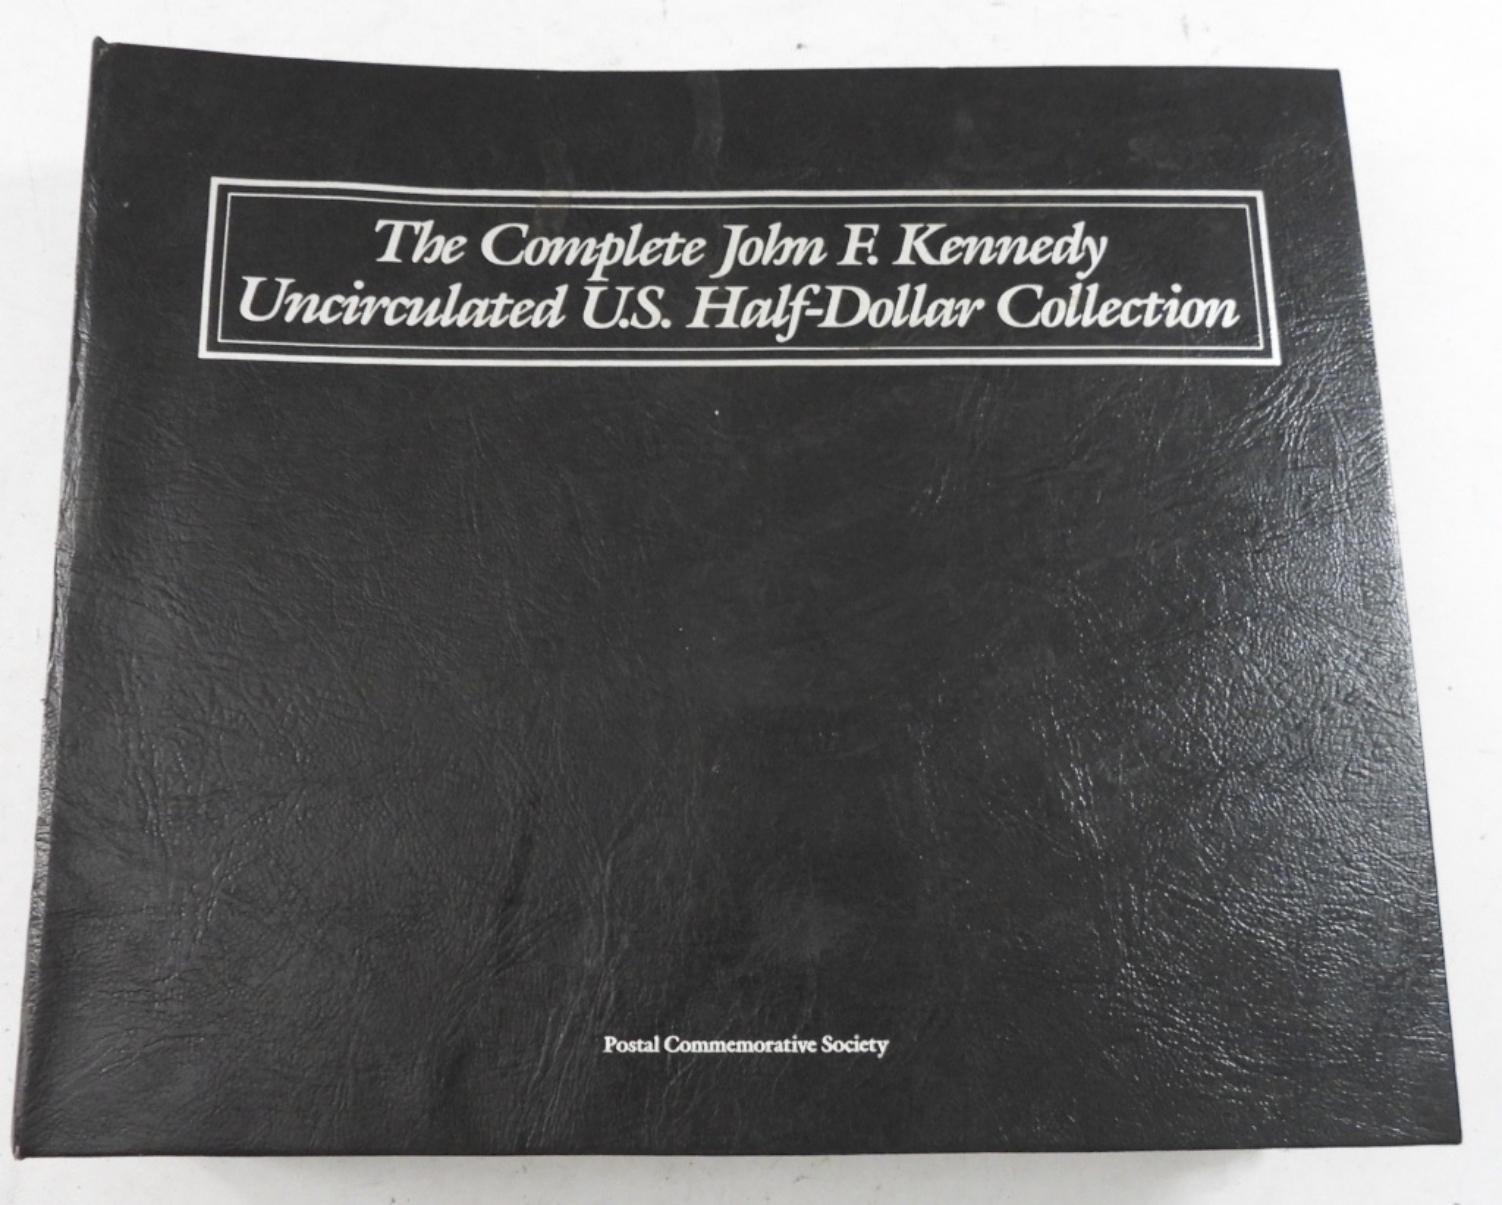 The Complete John F. Kennedy
Uncirculated U.S. Half-Dollar Collection
Postal Commemorative Society